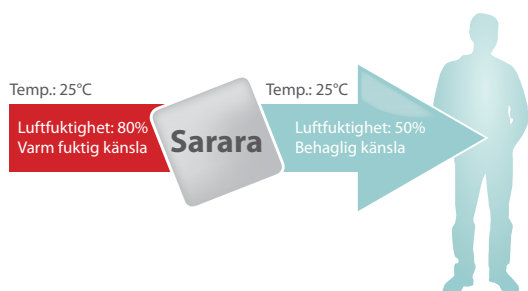 Temp.: 25°C
Luftfuktighet: 80%
Varm fuktig känsla
Sarara
Temp.: 25°C
Luftfuktighet: 50%
Behaglig känsla